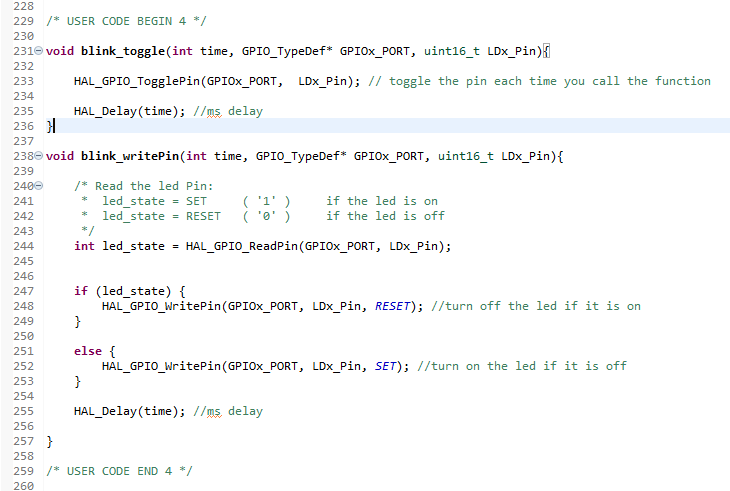 228
229 /* USER CODE BEGIN 4 */
230
231 void blink_toggle(int time, GPIO_TypeDef* GPIOx_PORT, uint16_t LDx_Pin){
232
233     HAL_GPIO_TogglePin(GPIOx_PORT,  LDx_Pin); // toggle the pin each time you call the function
234
235     HAL_Delay(time); //ms delay
236 }
237
238 void blink_writePin(int time, GPIO_TypeDef* GPIOx_PORT, uint16_t LDx_Pin){
239
240     /* Read the led Pin:
241      *  led_state = SET     ( '1' )     if the led is on
242      *  led_state = RESET   ( '0' )     if the led is off
243      */
244     int led_state = HAL_GPIO_ReadPin(GPIOx_PORT, LDx_Pin);
245
246
247     if (led_state) {
248         HAL_GPIO_WritePin(GPIOx_PORT, LDx_Pin, RESET); //turn off the led if it is on
249     }
250
251     else {
252         HAL_GPIO_WritePin(GPIOx_PORT, LDx_Pin, SET); //turn on the led if it is off
253     }
254
255     HAL_Delay(time); //ms delay
256
257 }
258
259 /* USER CODE END 4 */
260